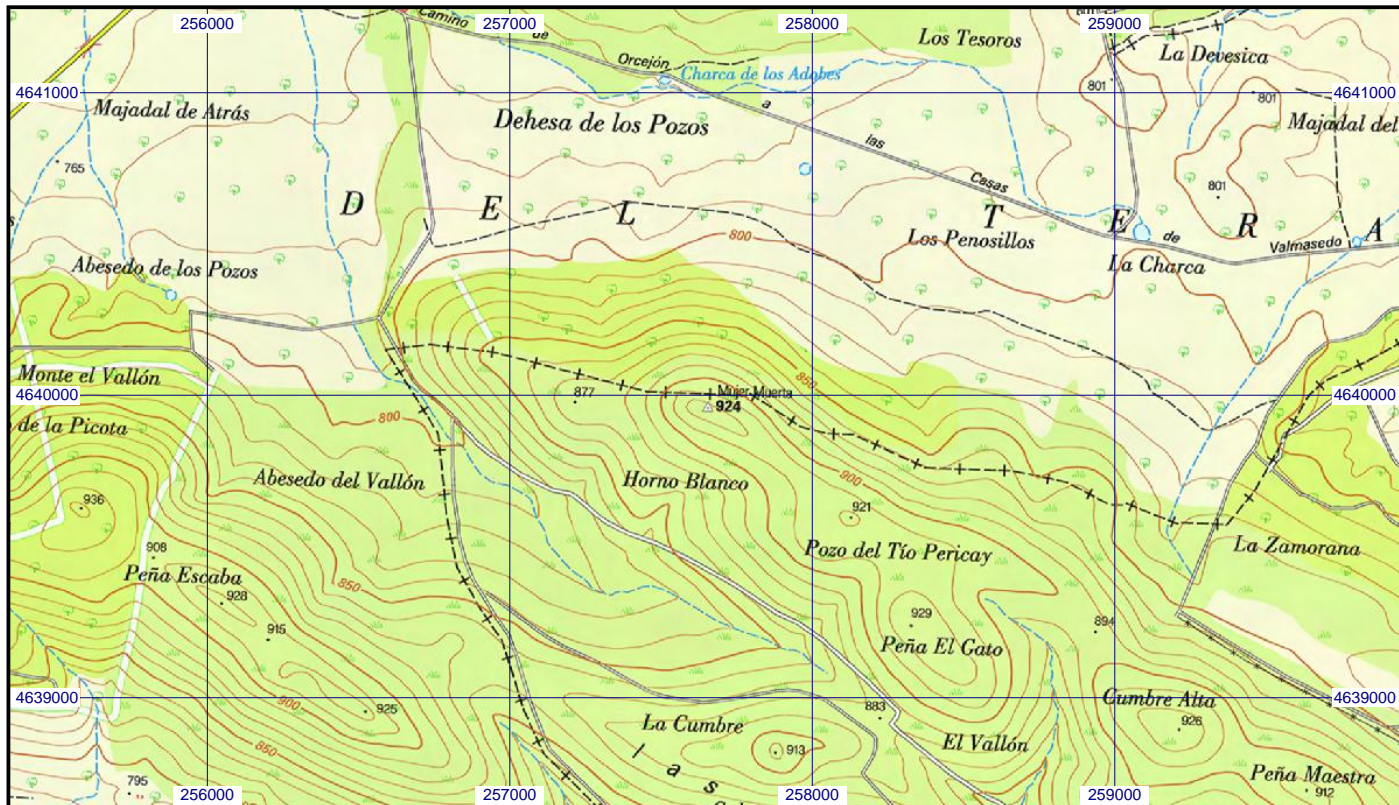 256000
257000
258000
259000
Camino de Orcejón a las Casas de Valmasedo
Los Tesoros
801
La Devesica
Charca de los Adobes
4641000
801
801
4641000
Majadal de Atrás
Dehesa de los Pozos
Majadal del
765
801
D E L T E R A
800
Los Penosillos
La Charca
Abesedo de los Pozos
Monte el Vallón
850
4640000
877
Mujer Muerta
924
4640000
800
de la Picota
Abesedo del Vallón
Horno Blanco
900
936
921
908
Pozo del Tío Pericay
La Zamorana
Peña Escaba
850
928
929
915
894
Peña El Gato
4639000
Cumbre Alta
4639000
900
925
La Cumbre
883
926
850
l a s
913
El Vallón
Peña Maestra
795
912
256000
257000
258000
259000